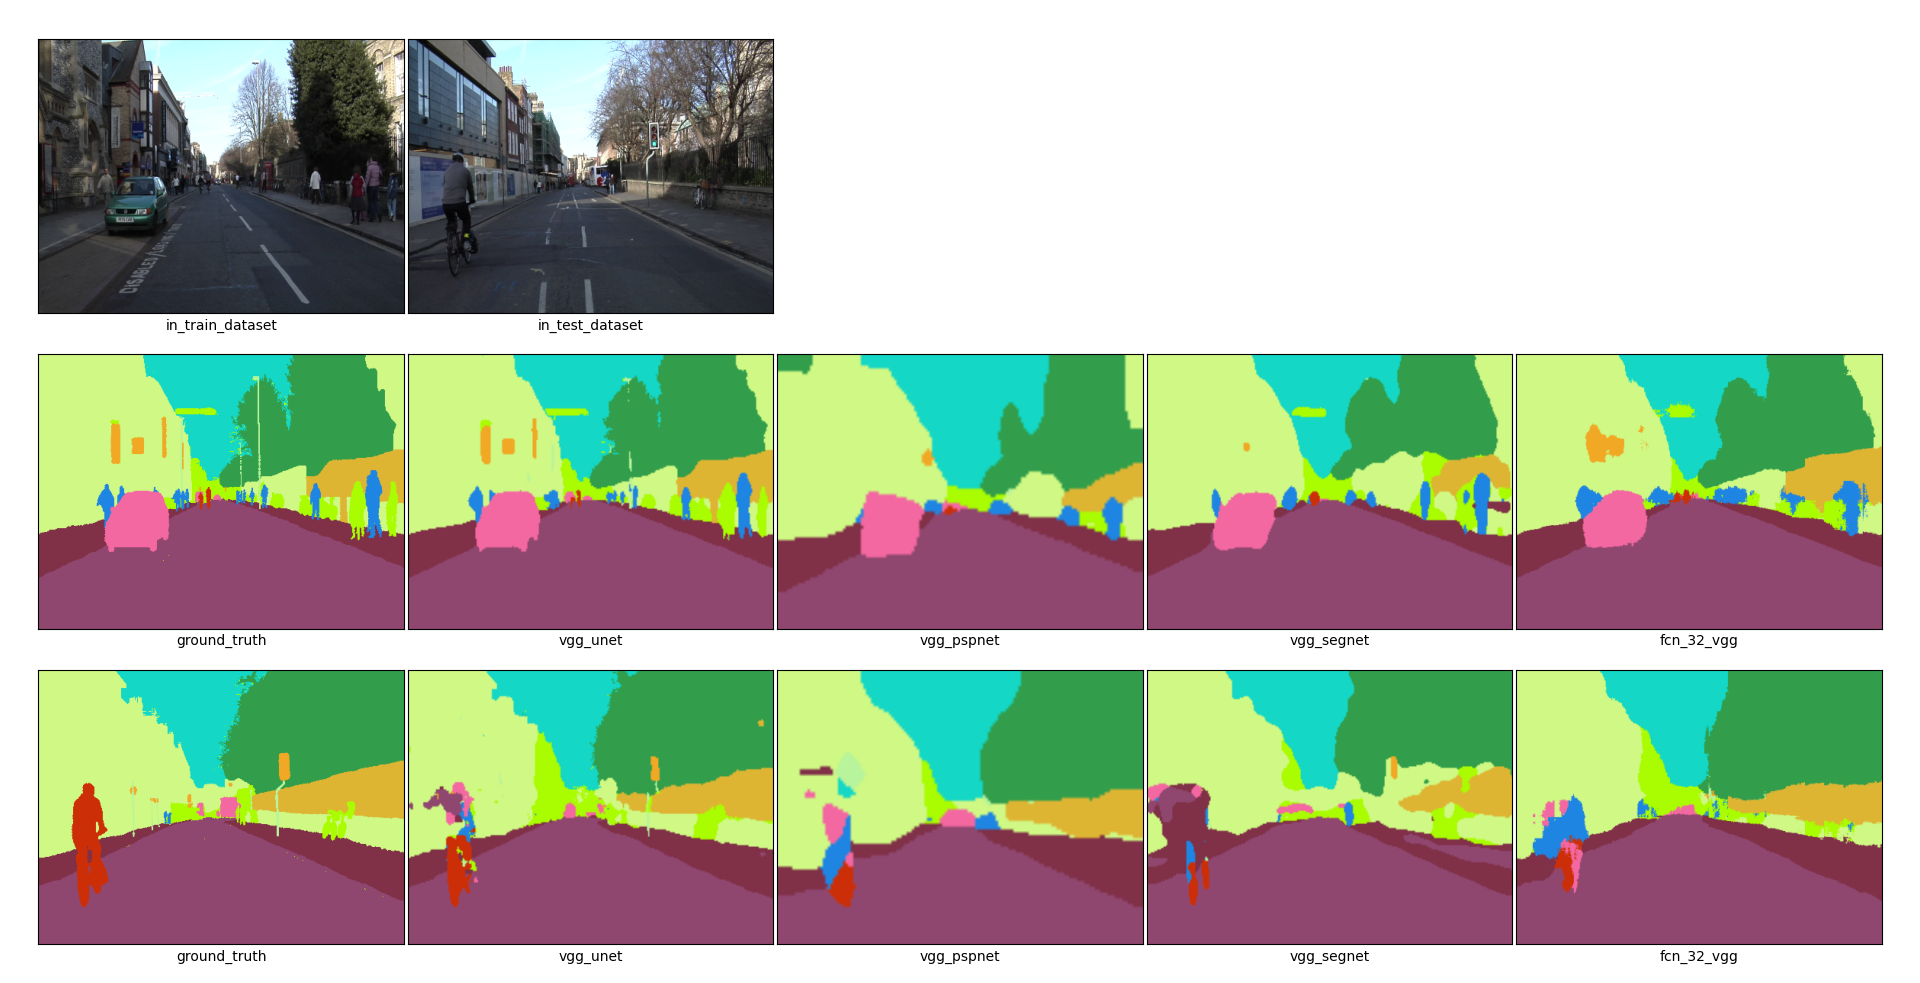 DISABLED
in_train_dataset
in_test_dataset
ground_truth
vgg_unet
vgg_pspnet
vgg_segnet
fcn_32_vgg
ground_truth
vgg_unet
vgg_pspnet
vgg_segnet
fcn_32_vgg